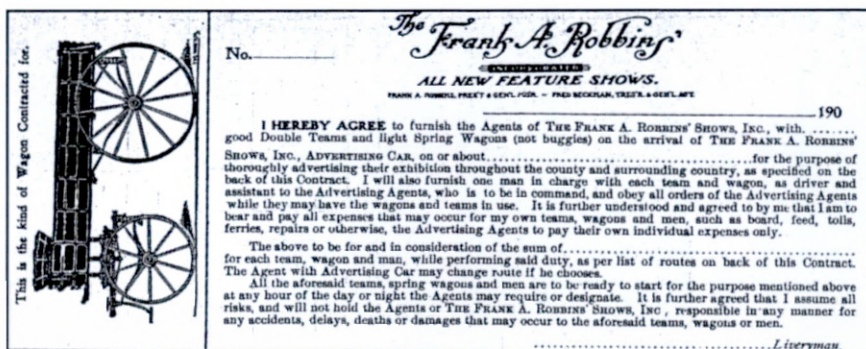 This is the kind of Wagon Contracted for.
The Frank A. Robbins'
No.
INCORPORATED
ALL NEW FEATURE SHOWS.
FRANK A. ROBBINS, PRES'T & GEN'L MGR. — FRED BECKMAN, TRES'R. & GEN'L AGT.
190
I HEREBY AGREE to furnish the Agents of THE FRANK A. ROBBINS' SHOWS, INC., with........
good Double Teams and light Spring Wagons (not buggies) on the arrival of THE FRANK A. ROBBINS'
SHOWS, INC., ADVERTISING CAR, on or about........for the purpose of
thoroughly advertising their exhibition throughout the county and surrounding country, as specified on the
back of this Contract. I will also furnish one man in charge with each team and wagon, as driver and
assistant to the Advertising Agents, who is to be in command, and obey all orders of the Advertising Agents
while they may have the wagons and teams in use. It is further understood and agreed to by me that I am to
bear and pay all expenses that may occur for my own teams, wagons and men, such as board, feed, tolls,
ferries, repairs or otherwise, the Advertising Agents to pay their own individual expenses only.
The above to be for and in consideration of the sum of........
for each team, wagon and man, while performing said duty, as per list of routes on back of this Contract.
The Agent with Advertising Car may change route if he chooses.
All the aforesaid teams, spring wagons and men are to be ready to start for the purpose mentioned above
at any hour of the day or night the Agents may require or designate. It is further agreed that I assume all
risks, and will not hold the Agents or THE FRANK A. ROBBINS' SHOWS, INC, responsible in any manner for
any accidents, delays, deaths or damages that may occur to the aforesaid teams, wagons or men.
........Liveryman.